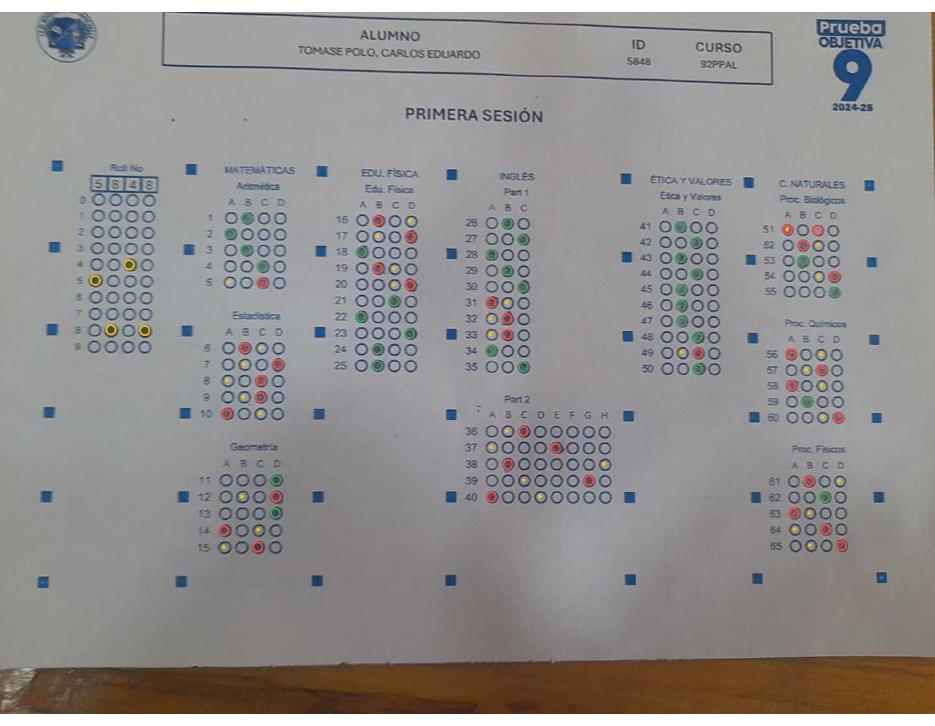 ALUMNO
TOMASE POLO, CARLOS EDUARDO
ID
5848
CURSO
92PPAL
Prueba
OBJETIVA
9
2024-2S
PRIMERA SESIÓN
Roll No
5 8 4 8
0
1
2
3
4
5
6
7
8
9
MATEMÁTICAS
Aritmética
A B C D
1
2
3
4
5
Estadística
A B C D
6
7
8
9
10
Geometría
A B C D
11
12
13
14
15
EDU. FÍSICA
Edu. Física
A B C D
16
17
18
19
20
21
22
23
24
25
INGLÉS
Part 1
A B C
26
27
28
29
30
31
32
33
34
35
Part 2
A B C D E F G H
36
37
38
39
40
ÉTICA Y VALORES
Ética y Valores
A B C D
41
42
43
44
45
46
47
48
49
50
C. NATURALES
Proc. Biológicos
A B C D
51
52
53
54
55
Proc. Químicos
A B C D
56
57
58
59
60
Proc. Físicos
A B C D
61
62
63
64
65